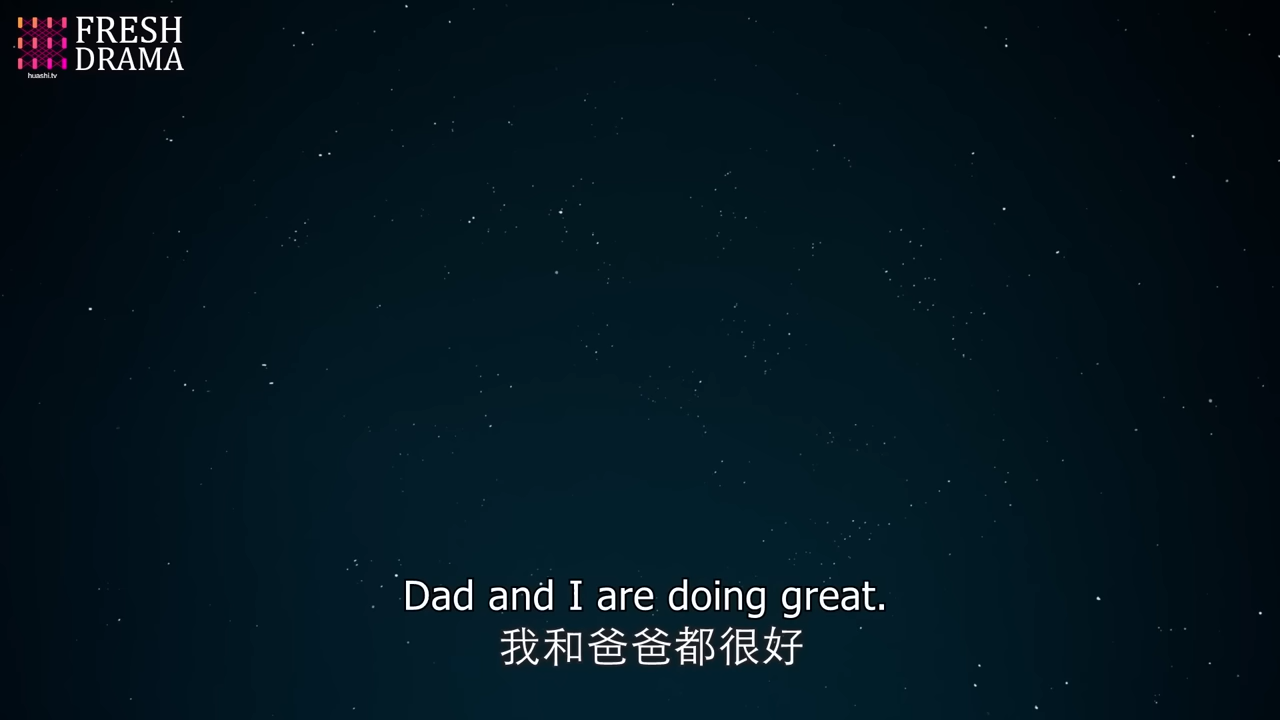 FRESH
DRAMA
huashi.tv
Dad and I are doing great.
我和爸爸都很好